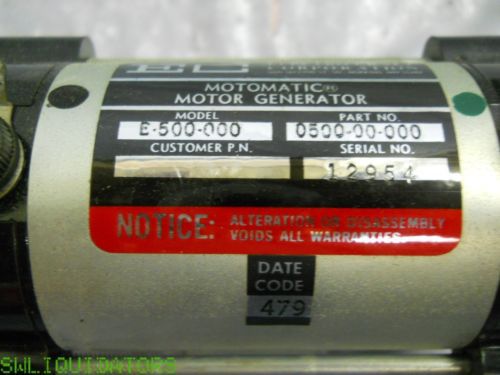 CORPORATION
MOTOMATIC®
MOTOR GENERATOR
MODEL PART NO.
E-500-000 0500-00-000
CUSTOMER P.N. SERIAL NO.
12954
NOTICE: ALTERATION OR DISASSEMBLY
VOIDS ALL WARRANTIES
DATE
CODE
479
SWLIQUIDATORS